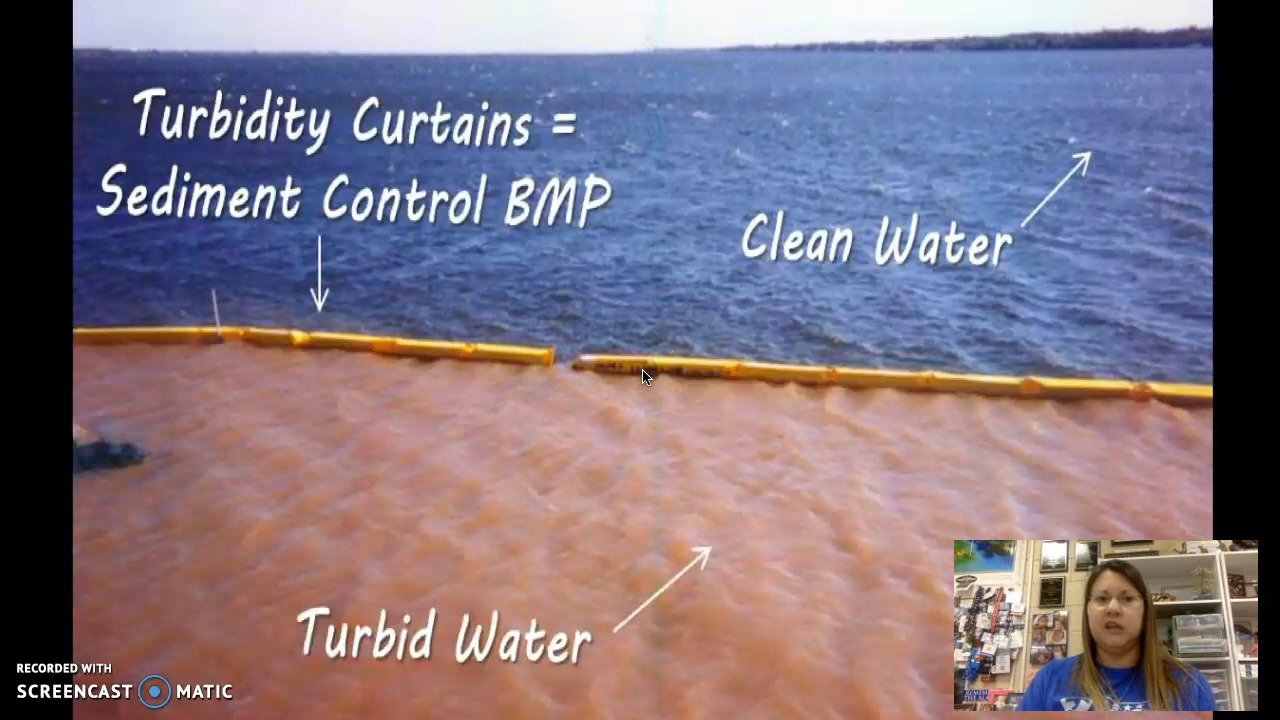 Turbidity Curtains =
Sediment Control BMP
Clean Water
Turbid Water
RECORDED WITH
SCREENCAST MATIC